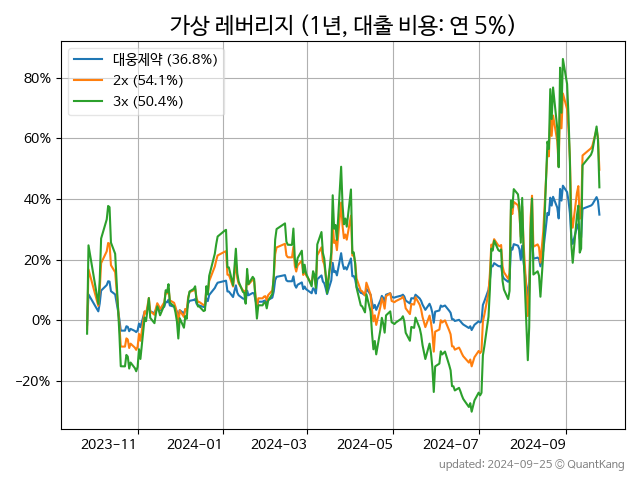 가상 레버리지 (1년, 대출 비용: 연 5%)
대웅제약 (36.8%)
2x (54.1%)
3x (50.4%)
80%
60%
40%
20%
0%
−20%
2023-11 2024-01 2024-03 2024-05 2024-07 2024-09
updated: 2024-09-25 © QuantKang